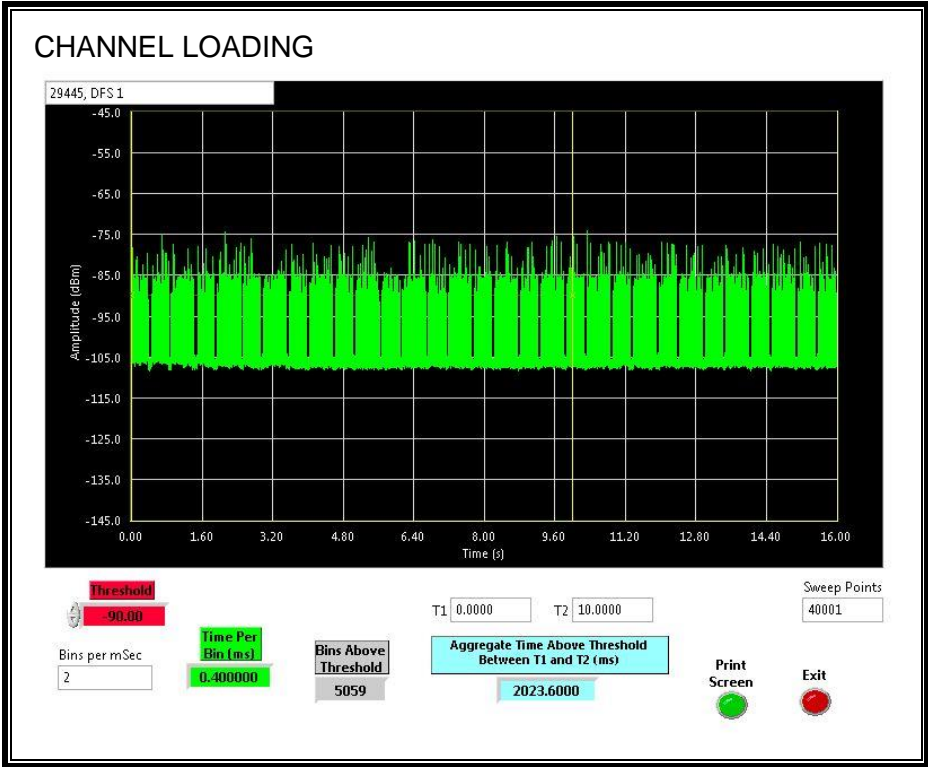 CHANNEL LOADING
29445, DFS 1
-45.0
-55.0
-65.0
-75.0
-85.0
-95.0
-105.0
-115.0
-125.0
-135.0
-145.0
Amplitude (dBm)
0.00 1.60 3.20 4.80 6.40 8.00 9.60 11.20 12.80 14.40 16.00
Time (s)
Threshold
-90.00
Bins per mSec
2
Time Per
Bin (ms)
0.400000
Bins Above
Threshold
5059
T1 0.0000 T2 10.0000
Aggregate Time Above Threshold
Between T1 and T2 (ms)
2023.6000
Sweep Points
40001
Print
Screen
Exit